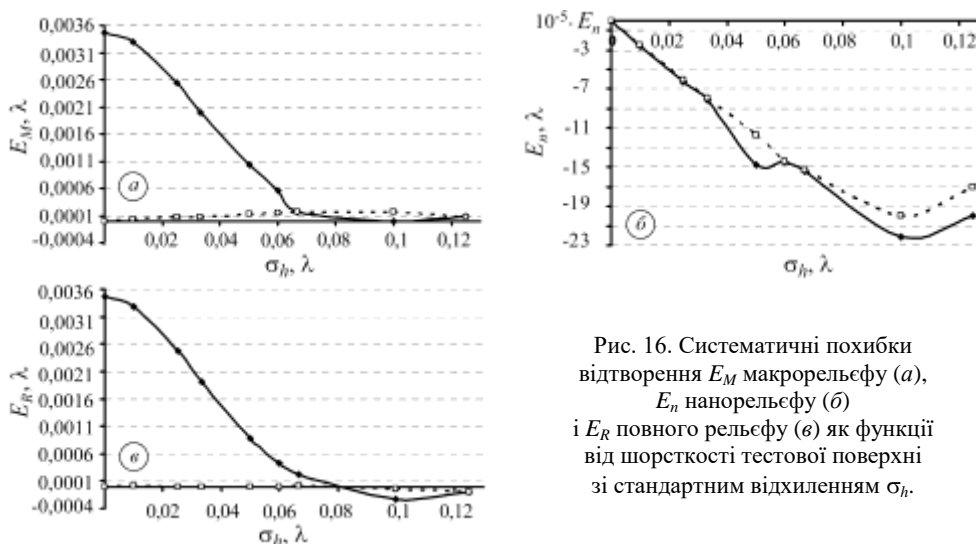 0,0036
0,0031
0,0026
0,0021
0,0016
0,0011
0,0006
0,0001
-0,0004
E_M, λ
а
0,02 0,04 0,06 0,08 0,1 0,12
σ_h, λ
10⁻⁵· E_n
0 0,02 0,04 0,06 0,08 0,1 0,12
-3
-7
-11
-15
-19
-23
E_n, λ
б
σ_h, λ
0,0036
0,0031
0,0026
0,0021
0,0016
0,0011
0,0006
0,0001
-0,0004
E_R, λ
в
0,02 0,04 0,06 0,08 0,1 0,12
σ_h, λ
Рис. 16. Систематичні похибки
відтворення E_M макрорельєфу (а),
E_n нанорельєфу (б)
і E_R повного рельєфу (в) як функції
від шорсткості тестової поверхні
зі стандартним відхиленням σ_h.